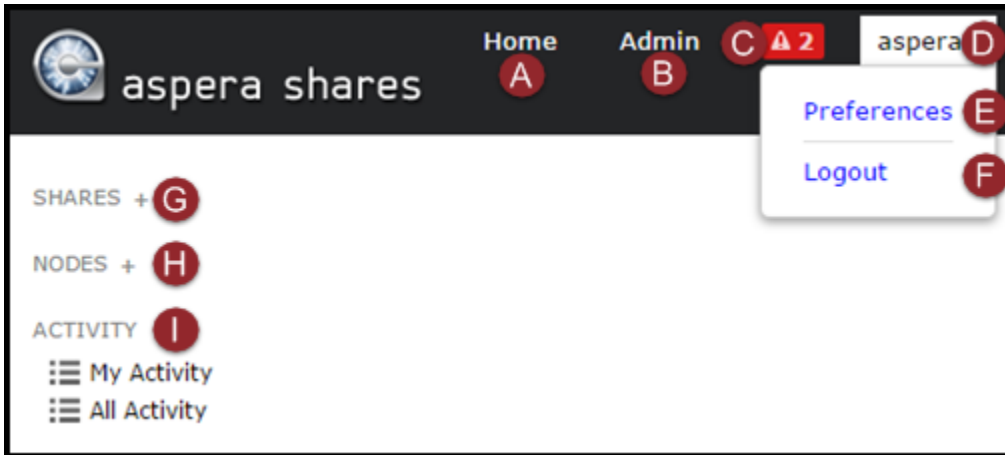 aspera shares
Home
A
Admin
B
C
2
aspera
D
Preferences
E
Logout
F
SHARES +
G
NODES +
H
ACTIVITY
I
My Activity
All Activity